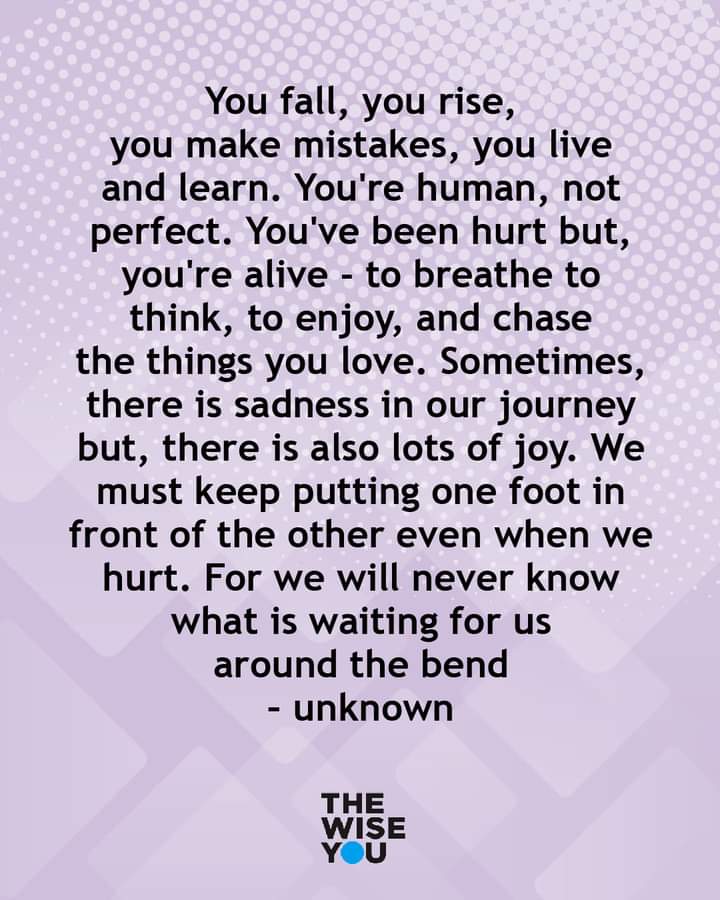 You fall, you rise,
you make mistakes, you live
and learn. You're human, not
perfect. You've been hurt but,
you're alive - to breathe to
think, to enjoy, and chase
the things you love. Sometimes,
there is sadness in our journey
but, there is also lots of joy. We
must keep putting one foot in
front of the other even when we
hurt. For we will never know
what is waiting for us
around the bend
- unknown
THE
WISE
YOU